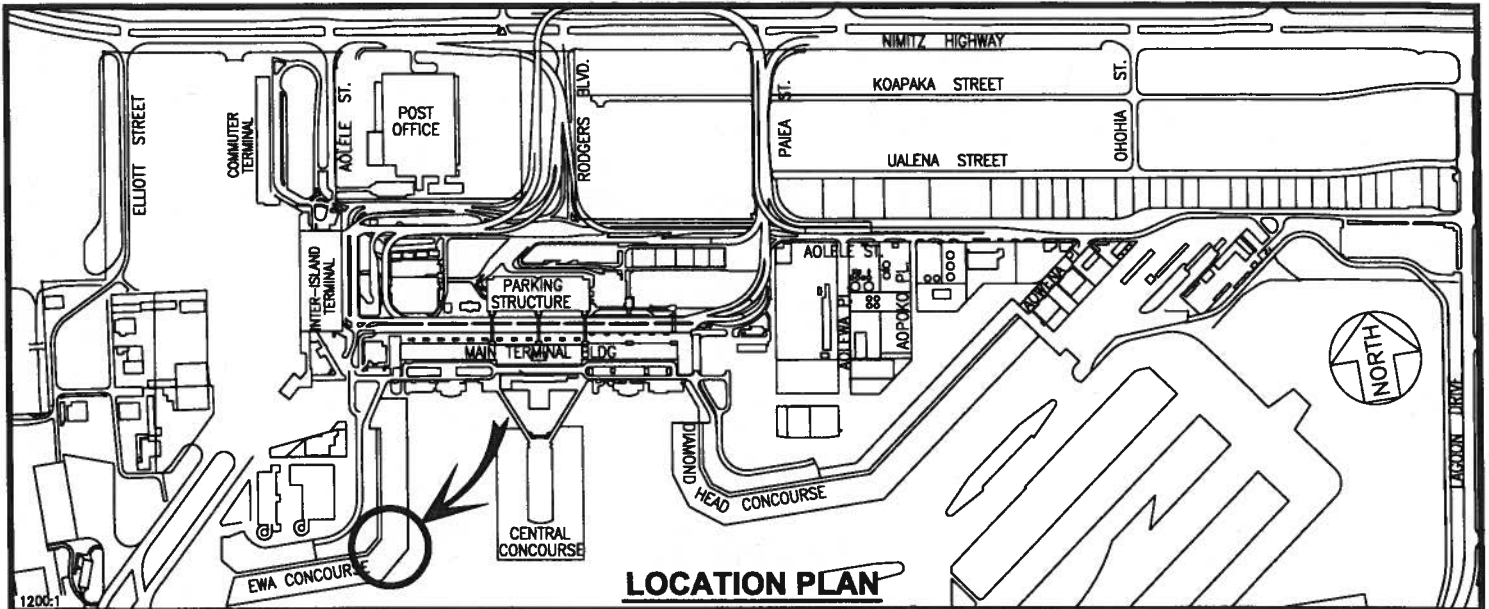 NIMITZ HIGHWAY
KOAPAKA STREET
ELLIOTT STREET
COMMUTER
TERMINAL
AOLELE ST.
POST
OFFICE
RODGERS BLVD.
PAIEA ST.
OHOHIA ST.
UALENA STREET
INTER-ISLAND
TERMINAL
PARKING
STRUCTURE
AOLELE ST.
AOLEWA PL.
AOPOKO PL.
AOWENA
MAIN TERMINAL BLDG
NORTH
LAGOON DRIVE
DIAMOND
HEAD CONCOURSE
CENTRAL
CONCOURSE
EWA CONCOURSE
LOCATION PLAN
1200:1